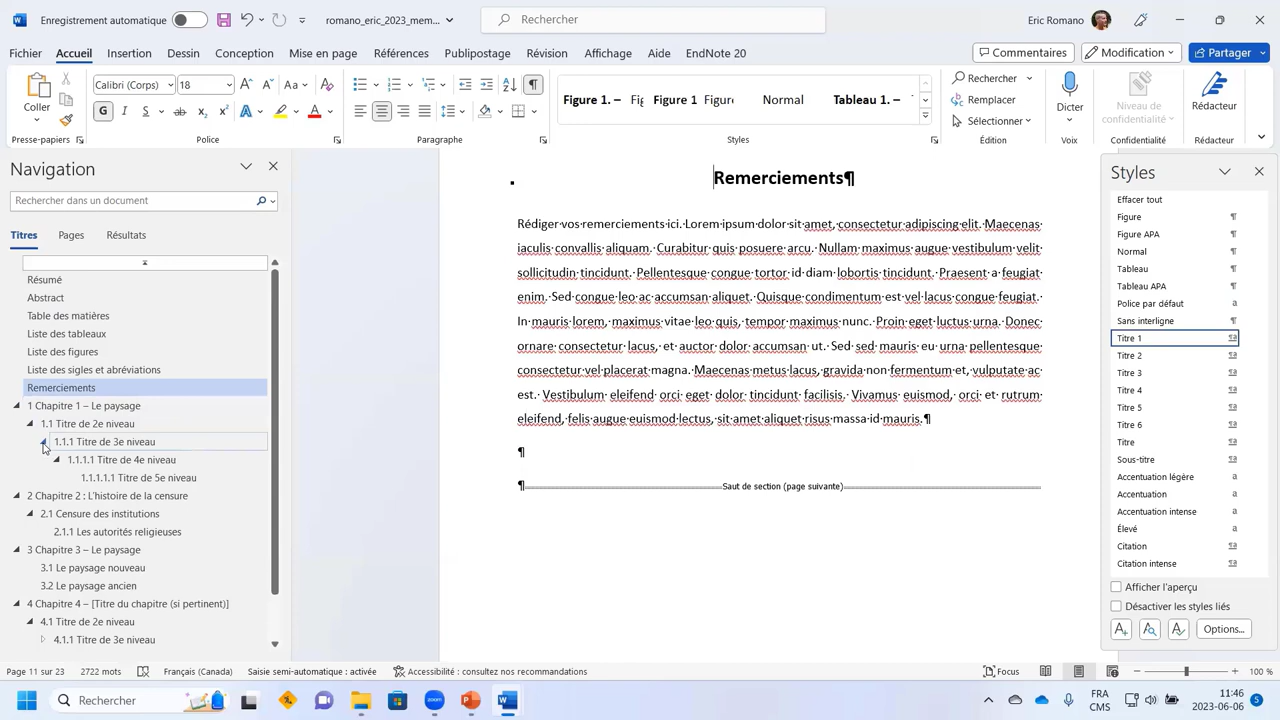 Enregistrement automatique romano_eric_2023_mem... Rechercher Eric Romano
Fichier Accueil Insertion Dessin Conception Mise en page Références Publipostage Révision Affichage Aide EndNote 20 Commentaires Modification Partager
Calibri (Corps) 18 A A Aa
Coller G I S ab x₂ x² A A
Figure 1. – Fig Figure 1 Figure Normal Tableau 1. –
Rechercher
Remplacer
Sélectionner
Dicter
Niveau de confidentialité
Rédacteur
Presse-papiers Police Paragraphe Styles Édition Voix Confidentialité Rédacteur
Navigation
Rechercher dans un document
Titres Pages Résultats
Résumé
Abstract
Table des matières
Liste des tableaux
Liste des figures
Liste des sigles et abréviations
Remerciements
1 Chapitre 1 – Le paysage
1.1 Titre de 2e niveau
1.1.1 Titre de 3e niveau
1.1.1.1 Titre de 4e niveau
1.1.1.1.1 Titre de 5e niveau
2 Chapitre 2 : L'histoire de la censure
2.1 Censure des institutions
2.1.1 Les autorités religieuses
3 Chapitre 3 – Le paysage
3.1 Le paysage nouveau
3.2 Le paysage ancien
4 Chapitre 4 – [Titre du chapitre (si pertinent)]
4.1 Titre de 2e niveau
4.1.1 Titre de 3e niveau
Remerciements¶
Rédiger·vos·remerciements·ici.·Lorem·ipsum·dolor·sit·amet,·consectetur·adipiscing·elit.·Maecenas·
iaculis·convallis·aliquam.·Curabitur·quis·posuere·arcu.·Nullam·maximus·augue·vestibulum·velit·
sollicitudin·tincidunt.·Pellentesque·congue·tortor·id·diam·lobortis·tincidunt.·Praesent·a·feugiat·
enim.·Sed·congue·leo·ac·accumsan·aliquet.·Quisque·condimentum·est·vel·lacus·congue·feugiat.·
In·mauris·lorem,·maximus·vitae·leo·quis,·tempor·maximus·nunc.·Proin·eget·luctus·urna.·Donec·
ornare·consectetur·lacus,·et·auctor·dolor·accumsan·ut.·Sed·sed·mauris·eu·urna·pellentesque·
consectetur·vel·placerat·magna.·Maecenas·metus·lacus,·gravida·non·fermentum·et,·vulputate·ac·
est.·Vestibulum·eleifend·orci·eget·dolor·tincidunt·facilisis.·Vivamus·euismod,·orci·et·rutrum·
eleifend,·felis·augue·euismod·lectus,·sit·amet·aliquet·risus·massa·id·mauris.¶
¶
¶ Saut de section (page suivante)
Styles
Effacer tout
Figure ¶
Figure APA ¶
Normal ¶
Tableau ¶
Tableau APA ¶
Police par défaut a
Sans interligne ¶
Titre 1 ¶a
Titre 2 ¶a
Titre 3 ¶a
Titre 4 ¶a
Titre 5 ¶a
Titre 6 ¶a
Titre ¶a
Sous-titre ¶a
Accentuation légère a
Accentuation a
Accentuation intense a
Élevé a
Citation ¶a
Citation intense ¶a
Afficher l'aperçu
Désactiver les styles liés
Options...
Page 11 sur 23 2722 mots Français (Canada) Saisie semi-automatique : activée Accessibilité : consultez nos recommandations Focus 100 %
Rechercher zoom P W FRA CMS 11:46 2023-06-06 5